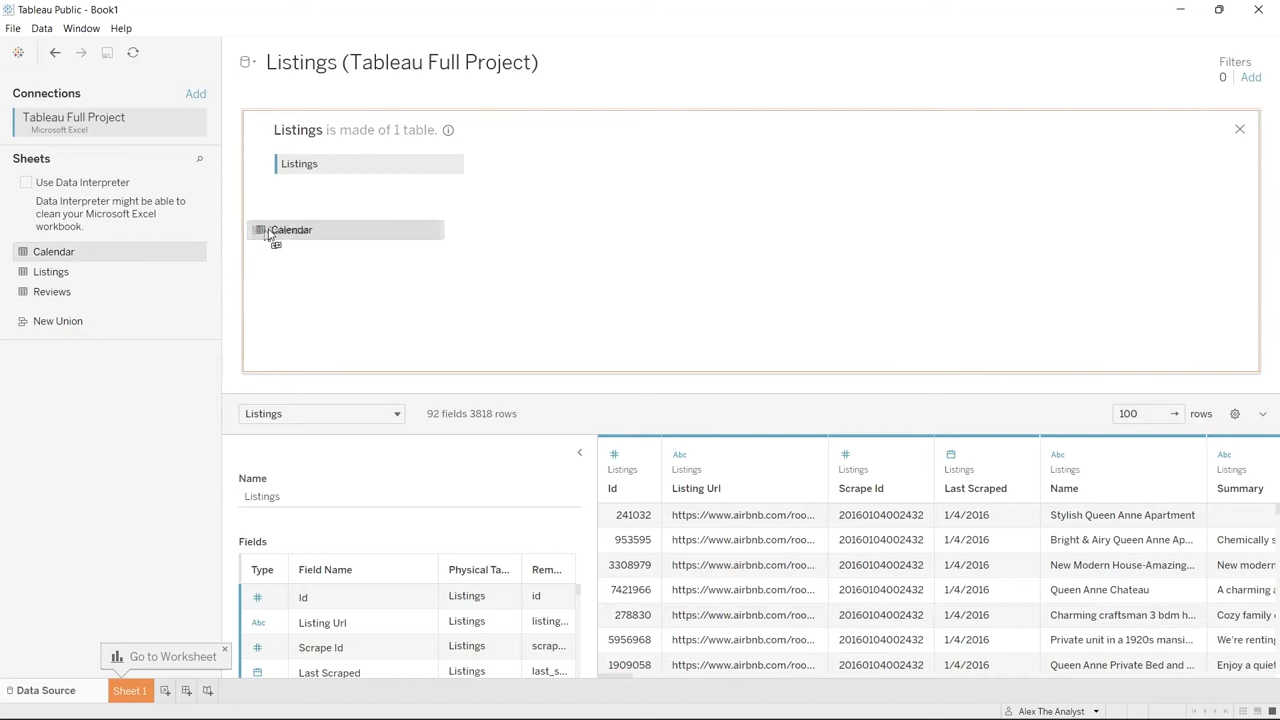 Tableau Public - Book1
File Data Window Help
Listings (Tableau Full Project)
Filters
0 Add
Connections Add
Tableau Full Project
Microsoft Excel
Sheets
Use Data Interpreter
Data Interpreter might be able to
clean your Microsoft Excel
workbook.
Calendar
Listings
Reviews
New Union
Listings is made of 1 table.
Listings
Calendar
Listings 92 fields 3818 rows 100 rows
Name
Listings
Fields
Type Field Name Physical Ta... Rem...
# Id Listings id
Abc Listing Url Listings listing...
# Scrape Id Listings scrap...
Last Scraped Listings last_s...
# Abc # Abc Abc
Listings Listings Listings Listings Listings Listings
Id Listing Url Scrape Id Last Scraped Name Summary
241032 https://www.airbnb.com/roo... 20160104002432 1/4/2016 Stylish Queen Anne Apartment
953595 https://www.airbnb.com/roo... 20160104002432 1/4/2016 Bright & Airy Queen Anne Ap... Chemically s
3308979 https://www.airbnb.com/roo... 20160104002432 1/4/2016 New Modern House-Amazing... New modern
7421966 https://www.airbnb.com/roo... 20160104002432 1/4/2016 Queen Anne Chateau A charming a
278830 https://www.airbnb.com/roo... 20160104002432 1/4/2016 Charming craftsman 3 bdm h... Cozy family
5956968 https://www.airbnb.com/roo... 20160104002432 1/4/2016 Private unit in a 1920s mansi... We're renting
1909058 https://www.airbnb.com/roo... 20160104002432 1/4/2016 Queen Anne Private Bed and ... Enjoy a quiet
Go to Worksheet
Data Source Sheet 1
Alex The Analyst